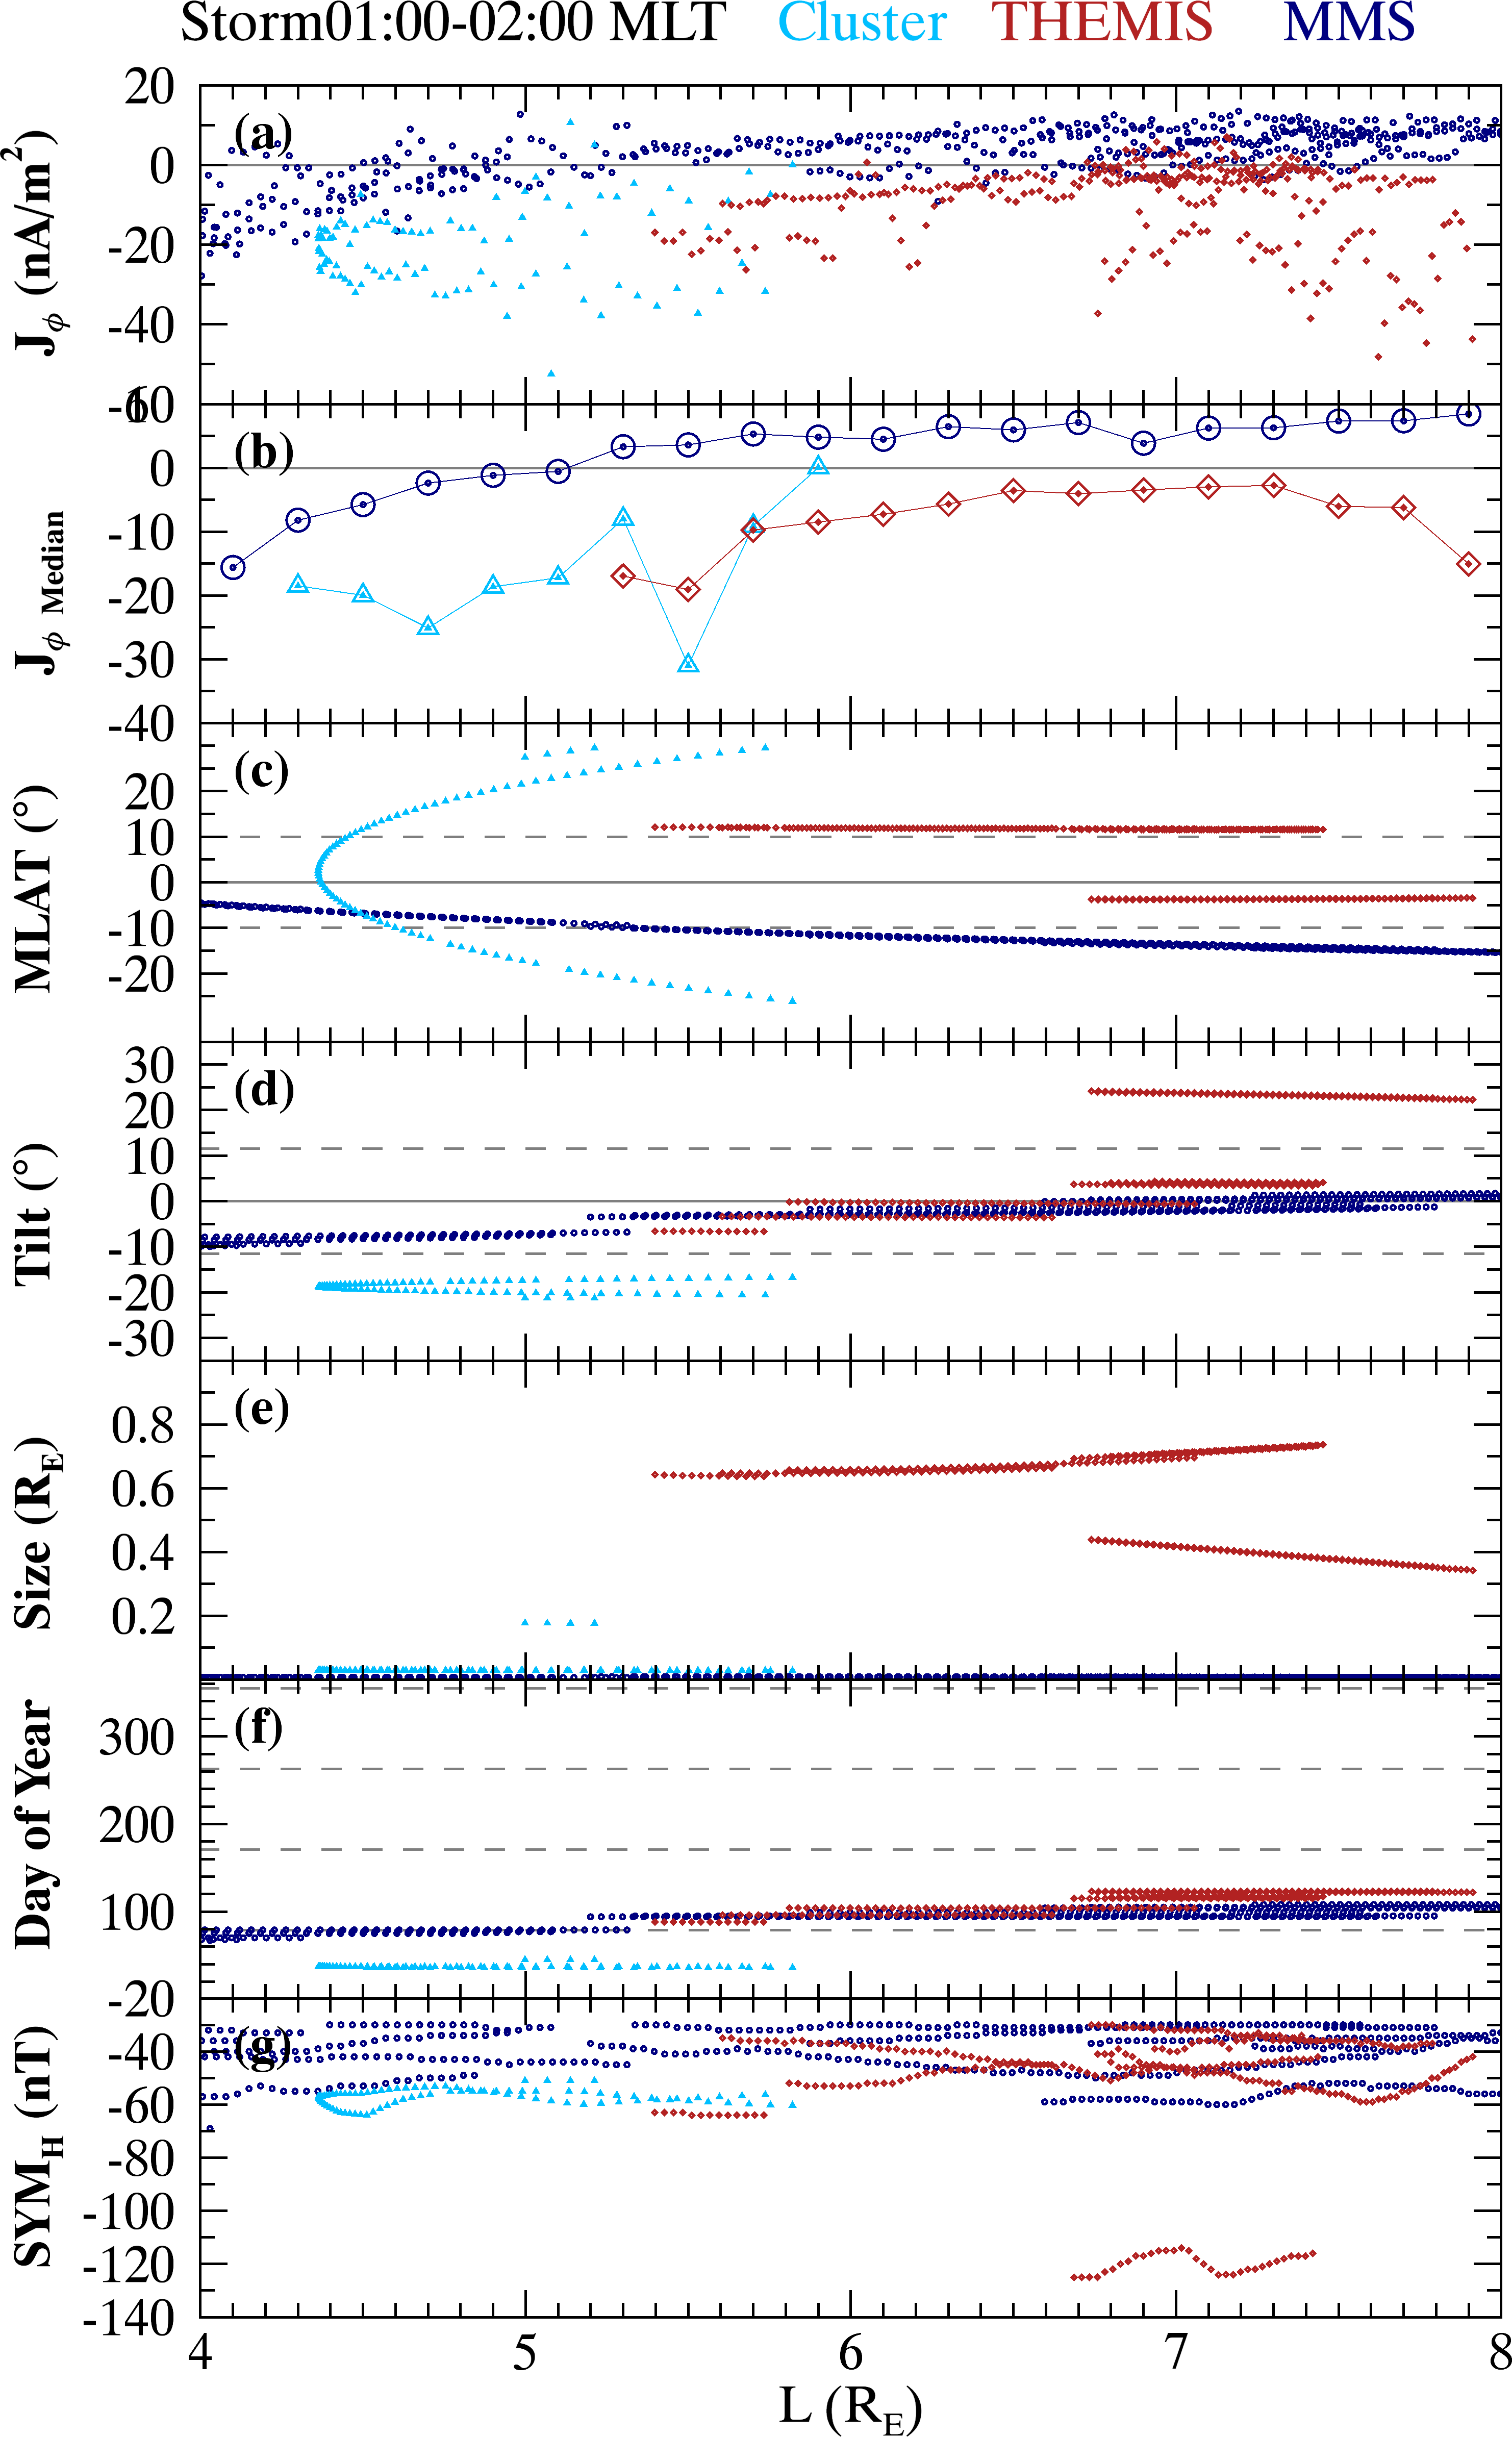 Storm01:00-02:00 MLT Cluster THEMIS MMS
(a)
Jϕ (nA/m²)
20
0
-20
-40
-60
(b)
Jϕ Median
10
0
-10
-20
-30
-40
(c)
MLAT (°)
20
10
0
-10
-20
(d)
Tilt (°)
30
20
10
0
-10
-20
-30
(e)
Size (RE)
0.8
0.6
0.4
0.2
(f)
Day of Year
300
200
100
(g)
SYMH (nT)
-20
-40
-60
-80
-100
-120
-140
4 5 6 7 8
L (RE)